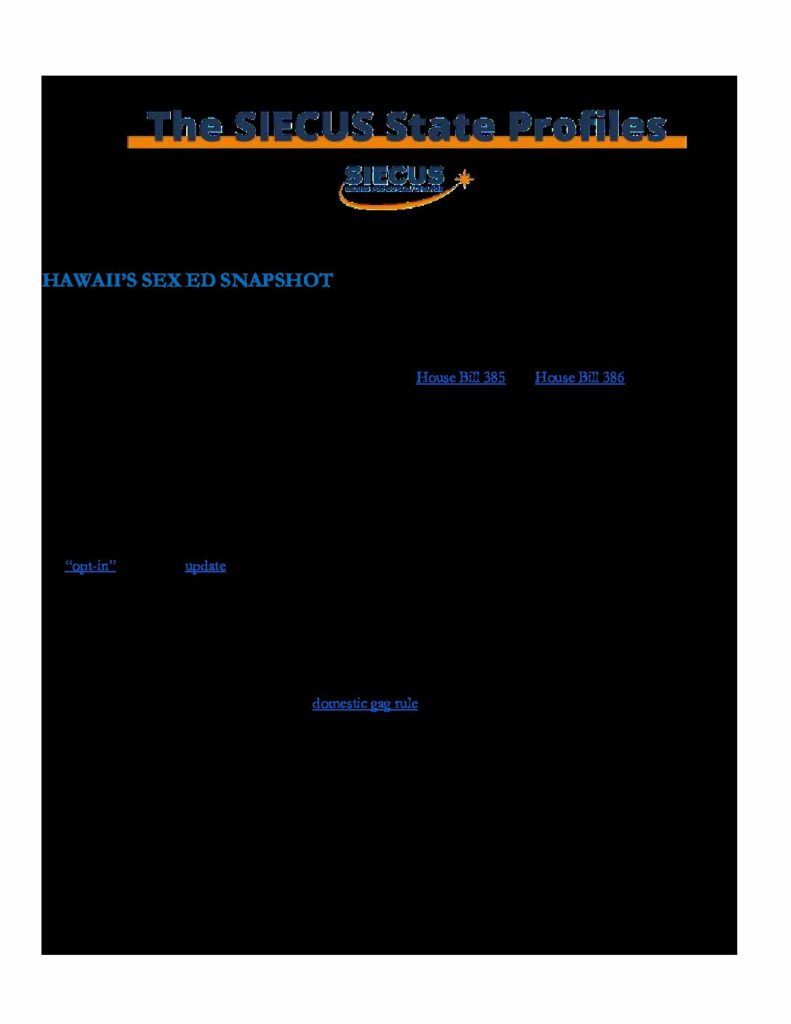 The SIECUS State Profiles
SIECUS
HAWAII'S SEX ED SNAPSHOT
House Bill 385 House Bill 386
“opt-in” update
domestic gag rule